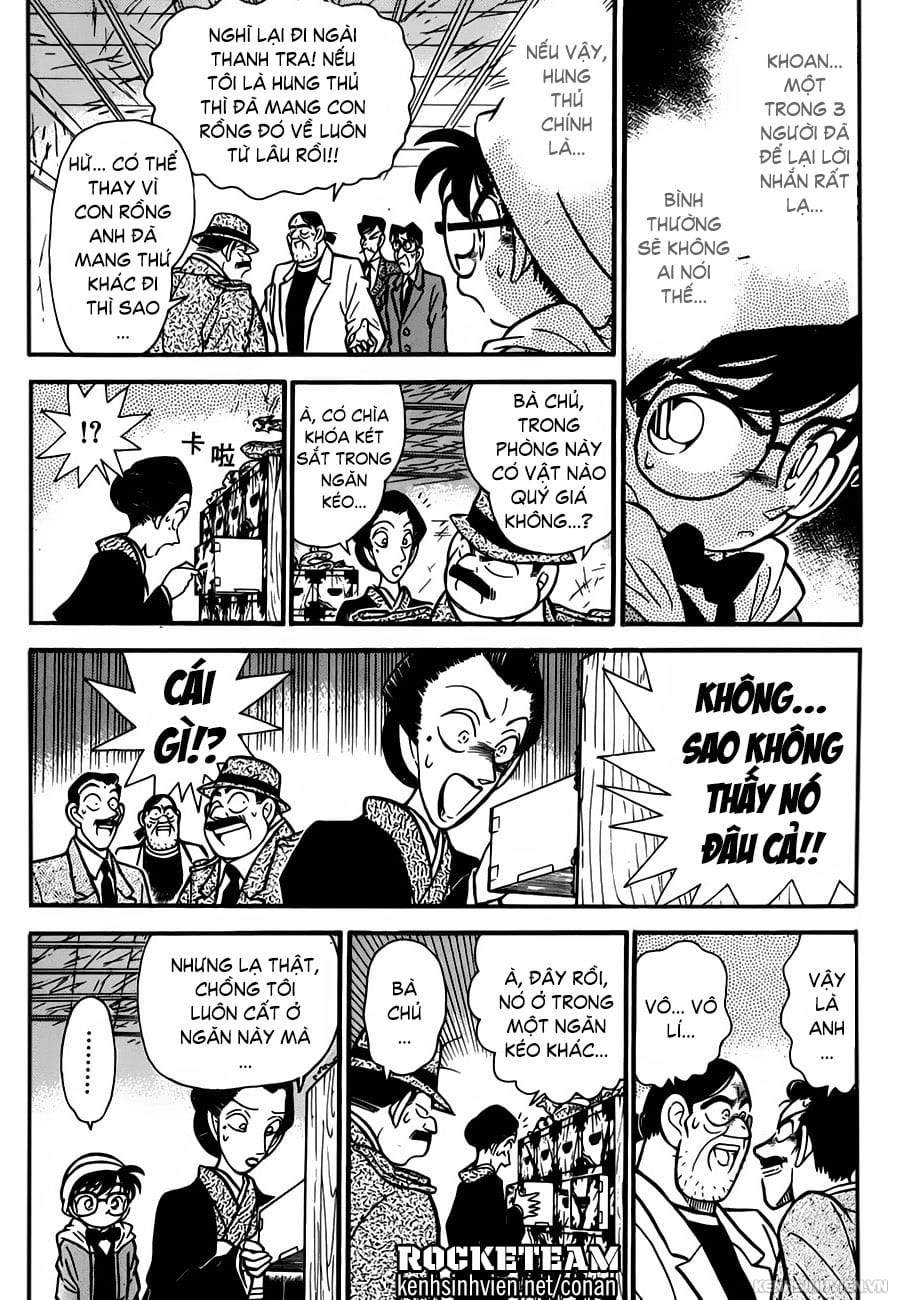 KHOAN...
MỘT
TRONG 3
NGƯỜI ĐÃ
ĐỂ LẠI LỜI
NHẮN RẤT
LẠ...
BÌNH
THƯỜNG
SẼ KHÔNG
AI NÓI
THẾ...
NẾU VẬY,
HUNG
THỦ
CHÍNH
LÀ...
NGHĨ LẠI ĐI NGÀI
THANH TRA! NẾU
TÔI LÀ HUNG THỦ
THÌ ĐÃ MANG CON
RỒNG ĐÓ VỀ LUÔN
TỪ LÂU RỒI!!
HỪ... CÓ THỂ
THAY VÌ
CON RỒNG
ANH ĐÃ
MANG THỨ
KHÁC ĐI
THÌ SAO
...
BÀ CHỦ,
TRONG
PHÒNG NÀY
CÓ VẬT NÀO
QUÝ GIÁ
KHÔNG...?
À, CÓ CHÌA
KHÓA KÉT
SẮT TRONG
NGĂN
KÉO...
卡
啦
!?
KHÔNG...
SAO KHÔNG
THẤY NÓ
ĐÂU CẢ!!
CÁI
GÌ!?
VẬY
LÀ
ANH
...
VÔ... VÔ
LÍ...
À, ĐÂY RỒI,
NÓ Ở TRONG
MỘT NGĂN
KÉO KHÁC...
BÀ
CHỦ
...
NHƯNG LẠ THẬT,
CHỒNG TÔI
LUÔN CẤT Ở
NGĂN NÀY MÀ
...
........
ROCKETEAM
kenhsinhvien.net/conan
KENHSINHVIEN.VN